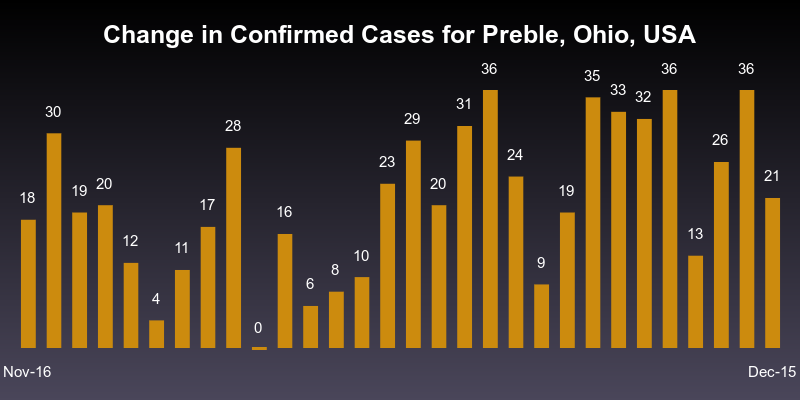 Change in Confirmed Cases for Preble, Ohio, USA
18 30 19 20 12 4 11 17 28 0 16 6 8 10 23 29 20 31 36 24 9 19 35 33 32 36 13 26 36 21
Nov-16 Dec-15